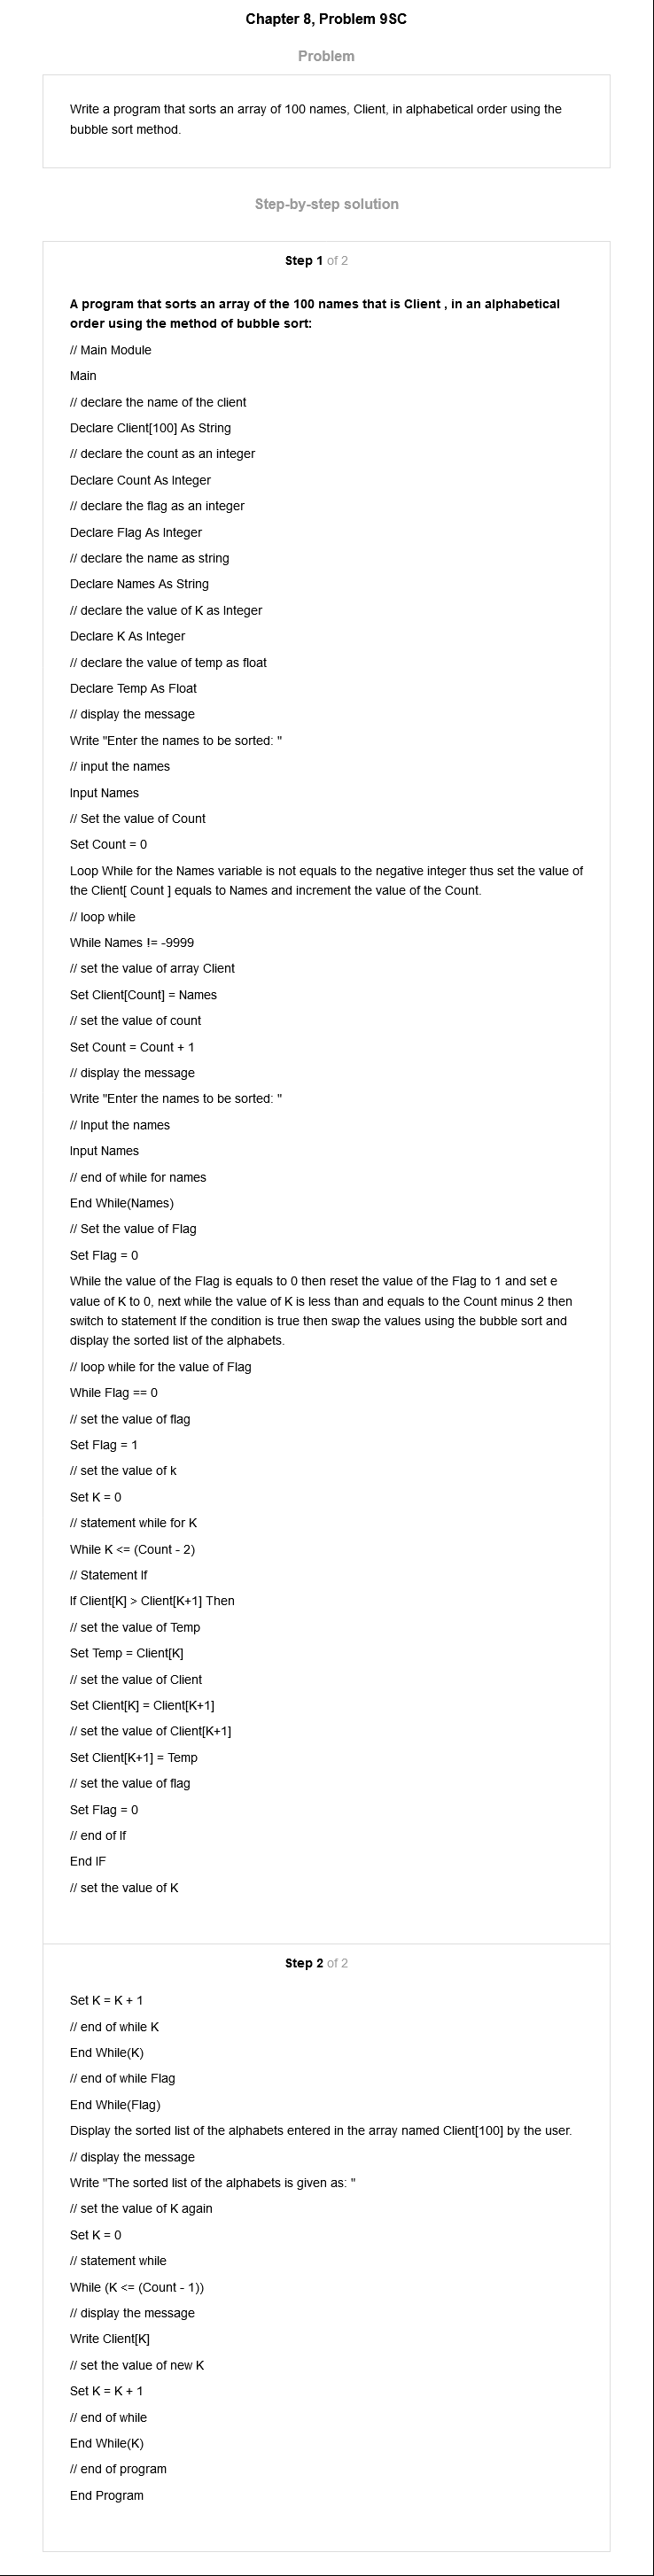 Chapter 8, Problem 9SC
Problem
Write a program that sorts an array of 100 names, Client, in alphabetical order using the
bubble sort method.
Step-by-step solution
Step 1 of 2
A program that sorts an array of the 100 names that is Client , in an alphabetical
order using the method of bubble sort:
// Main Module
Main
// declare the name of the client
Declare Client[100] As String
// declare the count as an integer
Declare Count As Integer
// declare the flag as an integer
Declare Flag As Integer
// declare the name as string
Declare Names As String
// declare the value of K as Integer
Declare K As Integer
// declare the value of temp as float
Declare Temp As Float
// display the message
Write "Enter the names to be sorted: "
// input the names
Input Names
// Set the value of Count
Set Count = 0
Loop While for the Names variable is not equals to the negative integer thus set the value of
the Client[ Count ] equals to Names and increment the value of the Count.
// loop while
While Names != -9999
// set the value of array Client
Set Client[Count] = Names
// set the value of count
Set Count = Count + 1
// display the message
Write "Enter the names to be sorted: "
// Input the names
Input Names
// end of while for names
End While(Names)
// Set the value of Flag
Set Flag = 0
While the value of the Flag is equals to 0 then reset the value of the Flag to 1 and set e
value of K to 0, next while the value of K is less than and equals to the Count minus 2 then
switch to statement If the condition is true then swap the values using the bubble sort and
display the sorted list of the alphabets.
// loop while for the value of Flag
While Flag == 0
// set the value of flag
Set Flag = 1
// set the value of k
Set K = 0
// statement while for K
While K <= (Count - 2)
// Statement If
If Client[K] > Client[K+1] Then
// set the value of Temp
Set Temp = Client[K]
// set the value of Client
Set Client[K] = Client[K+1]
// set the value of Client[K+1]
Set Client[K+1] = Temp
// set the value of flag
Set Flag = 0
// end of If
End IF
// set the value of K
Step 2 of 2
Set K = K + 1
// end of while K
End While(K)
// end of while Flag
End While(Flag)
Display the sorted list of the alphabets entered in the array named Client[100] by the user.
// display the message
Write "The sorted list of the alphabets is given as: "
// set the value of K again
Set K = 0
// statement while
While (K <= (Count - 1))
// display the message
Write Client[K]
// set the value of new K
Set K = K + 1
// end of while
End While(K)
// end of program
End Program